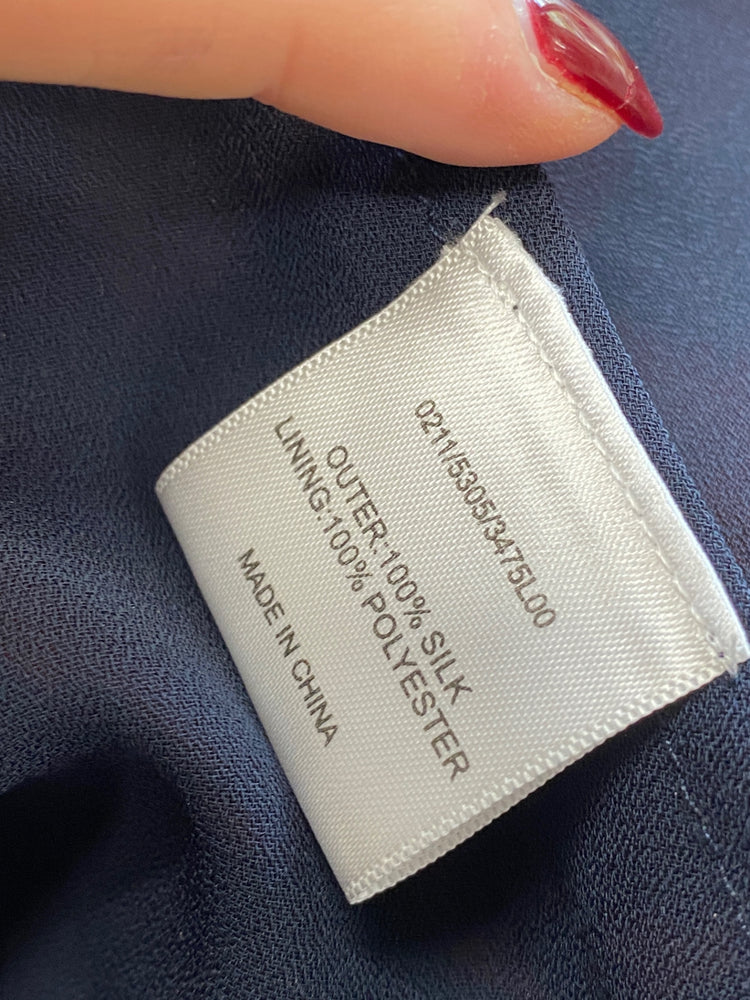 0211/5305/3475L00
OUTER:100% SILK
LINING:100% POLYESTER
MADE IN CHINA